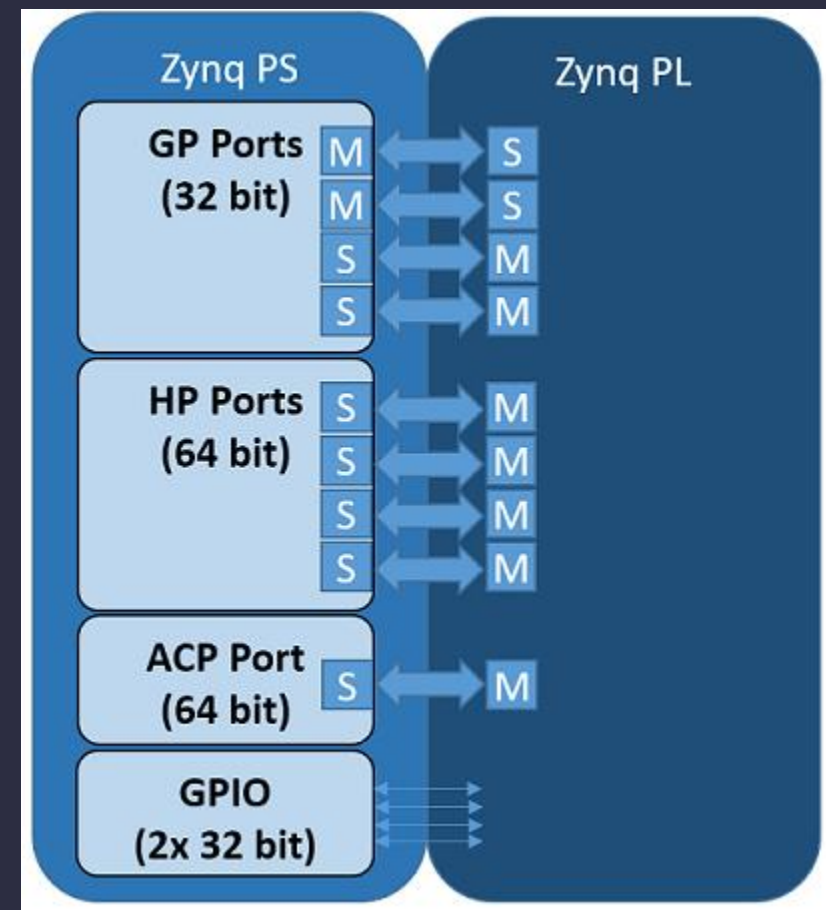 Zynq PS
Zynq PL
GP Ports
(32 bit)
M S
M S
S M
S M
HP Ports
(64 bit)
S M
S M
S M
S M
ACP Port
(64 bit)
S M
GPIO
(2x 32 bit)